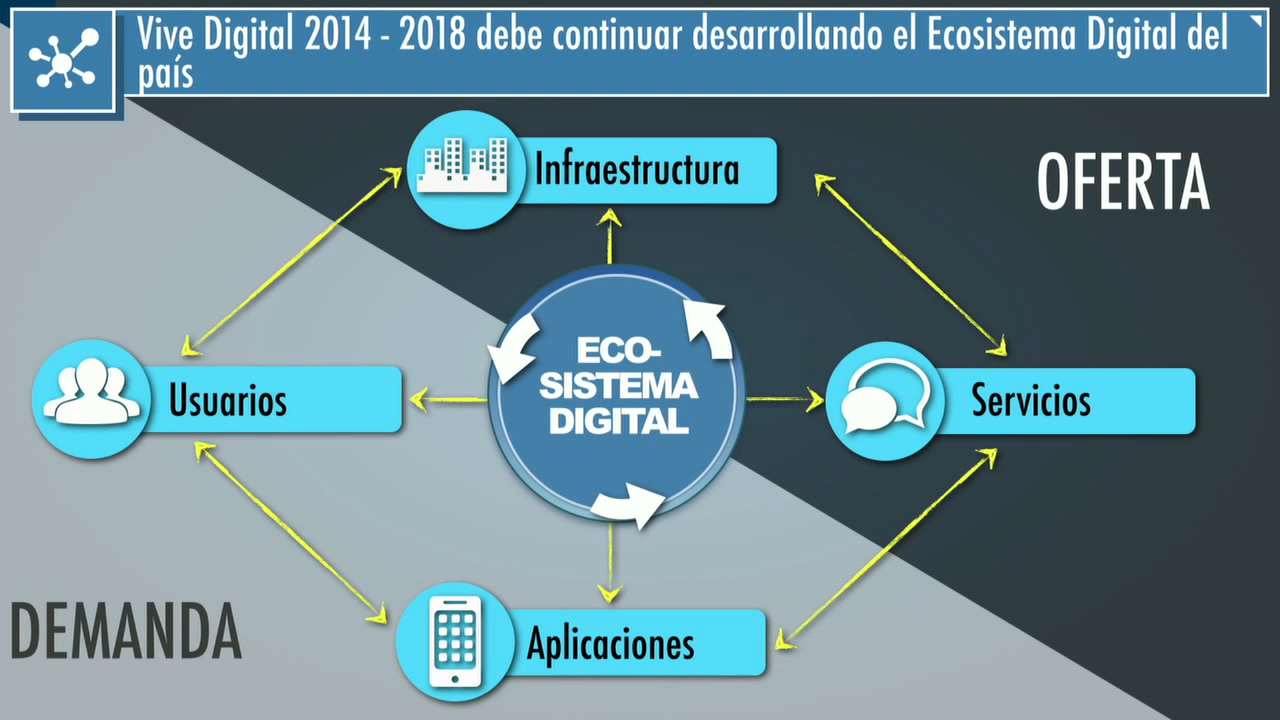 Vive Digital 2014 - 2018 debe continuar desarrollando el Ecosistema Digital del
país
Infraestructura
OFERTA
ECO-
SISTEMA
DIGITAL
Usuarios
Servicios
DEMANDA
Aplicaciones